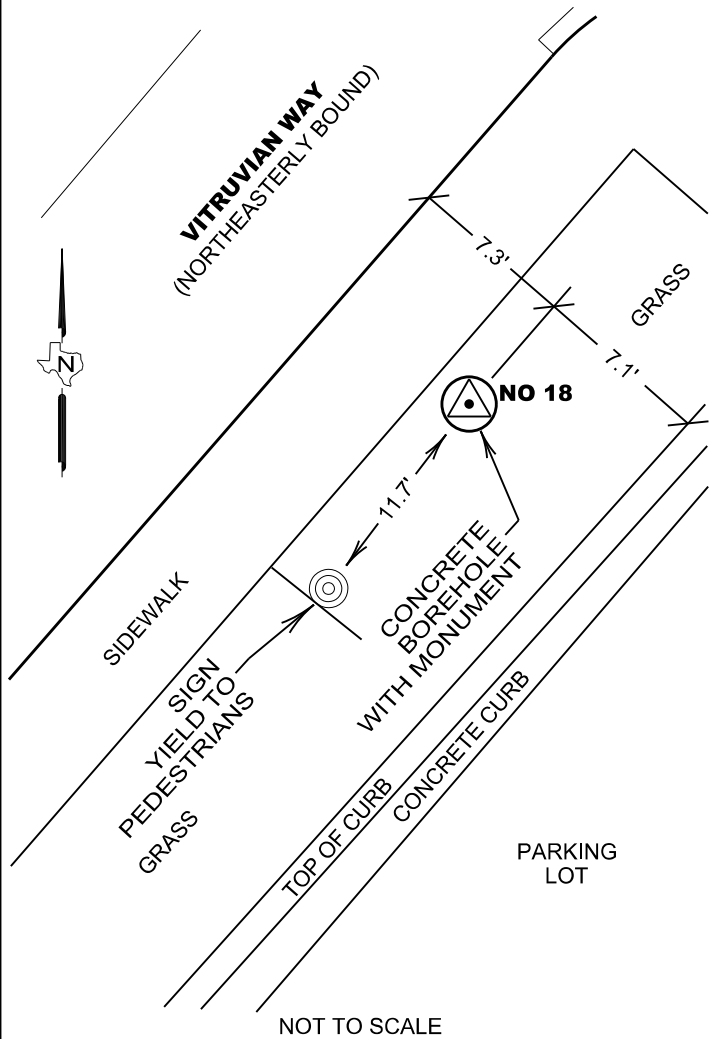 VITRUVIAN WAY
(NORTHEASTERLY BOUND)
7.3'
GRASS
N
7.1'
NO 18
11.7'
CONCRETE
BOREHOLE
WITH MONUMENT
SIDEWALK
SIGN
YIELD TO
PEDESTRIANS
GRASS
TOP OF CURB
CONCRETE CURB
PARKING
LOT
NOT TO SCALE